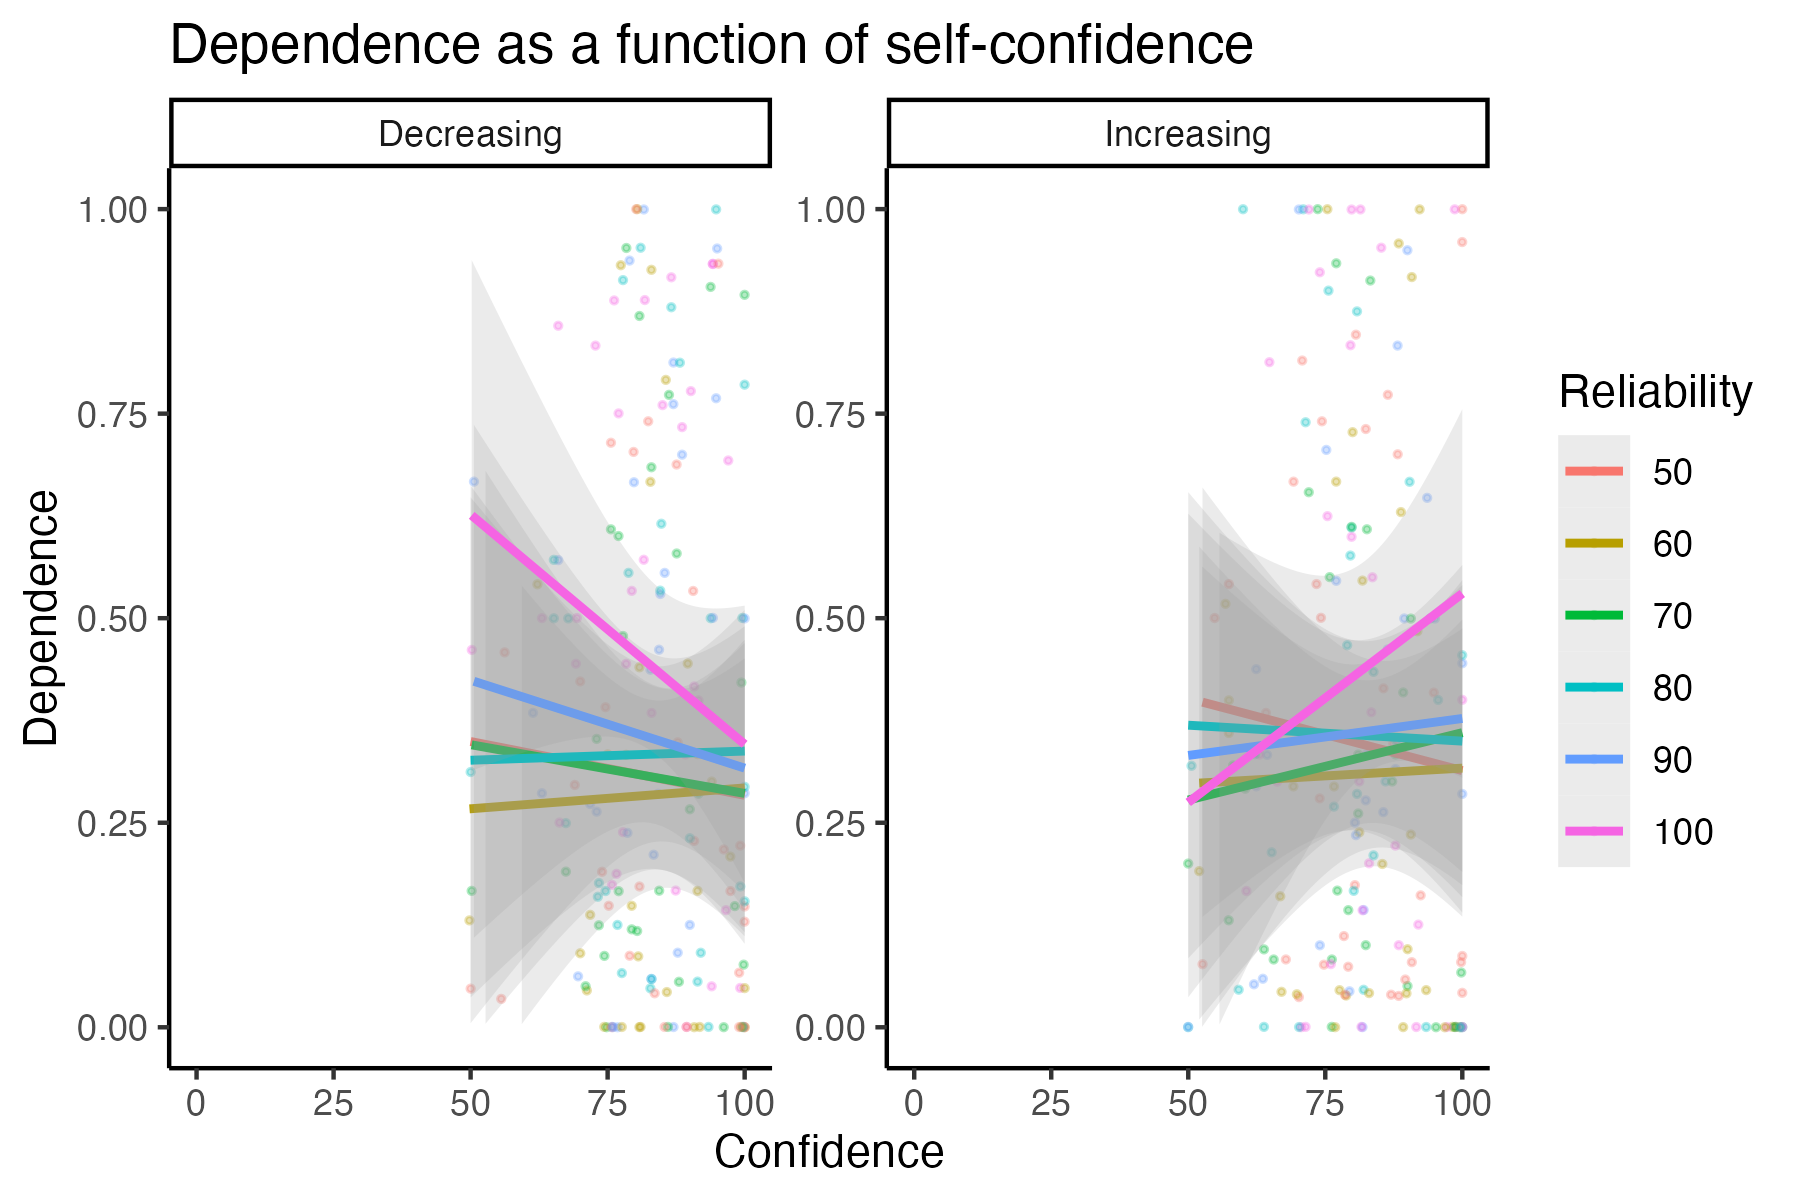 Dependence as a function of self-confidence
Decreasing
Increasing
1.00
0.75
0.50
0.25
0.00
1.00
0.75
0.50
0.25
0.00
Dependence
0 25 50 75 100
0 25 50 75 100
Confidence
Reliability
50
60
70
80
90
100